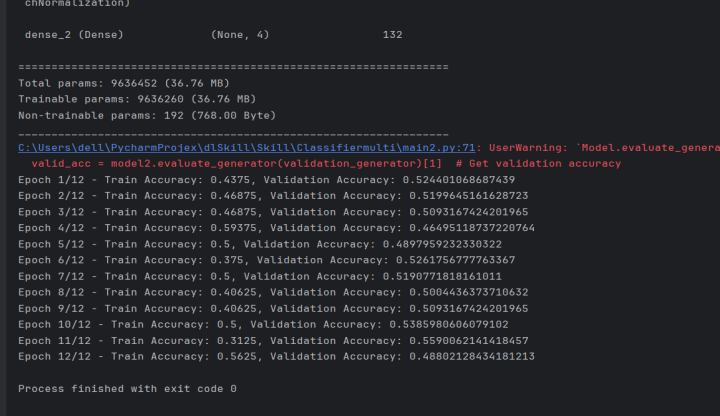 chNormalization)
dense_2 (Dense) (None, 4) 132
=================================================================
Total params: 9636452 (36.76 MB)
Trainable params: 9636260 (36.76 MB)
Non-trainable params: 192 (768.00 Byte)
_________________________________________________________________
C:\Users\dell\PycharmProjex\dlSkill\Skill\Classifiermulti\main2.py:71: UserWarning: `Model.evaluate_genera
valid_acc = model2.evaluate_generator(validation_generator)[1]  # Get validation accuracy
Epoch 1/12 - Train Accuracy: 0.4375, Validation Accuracy: 0.524401068687439
Epoch 2/12 - Train Accuracy: 0.46875, Validation Accuracy: 0.5199645161628723
Epoch 3/12 - Train Accuracy: 0.46875, Validation Accuracy: 0.5093167424201965
Epoch 4/12 - Train Accuracy: 0.59375, Validation Accuracy: 0.46495118737220764
Epoch 5/12 - Train Accuracy: 0.5, Validation Accuracy: 0.4897959232330322
Epoch 6/12 - Train Accuracy: 0.375, Validation Accuracy: 0.5261756777763367
Epoch 7/12 - Train Accuracy: 0.5, Validation Accuracy: 0.5190771818161011
Epoch 8/12 - Train Accuracy: 0.40625, Validation Accuracy: 0.5004436373710632
Epoch 9/12 - Train Accuracy: 0.40625, Validation Accuracy: 0.5093167424201965
Epoch 10/12 - Train Accuracy: 0.5, Validation Accuracy: 0.5385980606079102
Epoch 11/12 - Train Accuracy: 0.3125, Validation Accuracy: 0.5590062141418457
Epoch 12/12 - Train Accuracy: 0.5625, Validation Accuracy: 0.48802128434181213
Process finished with exit code 0